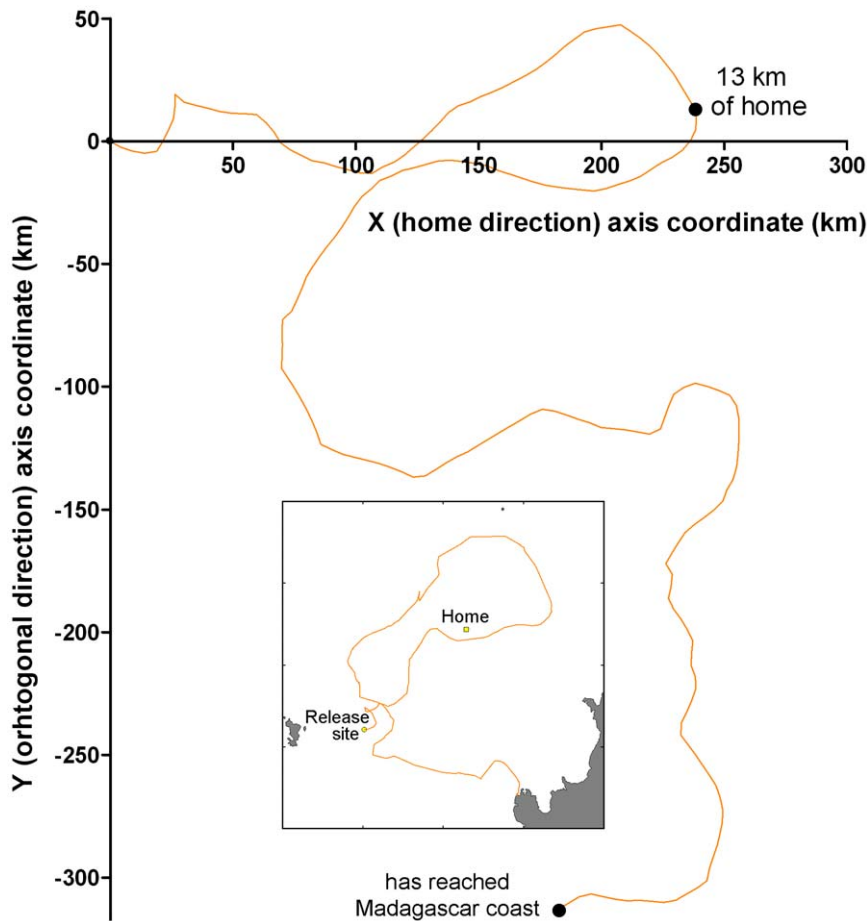 50
13 km
of home
0
50
100
150
200
250
300
X (home direction) axis coordinate (km)
-50
-100
-150
-200
-250
-300
Y (orhtogonal direction) axis coordinate (km)
Home
Release
site
has reached
Madagascar coast